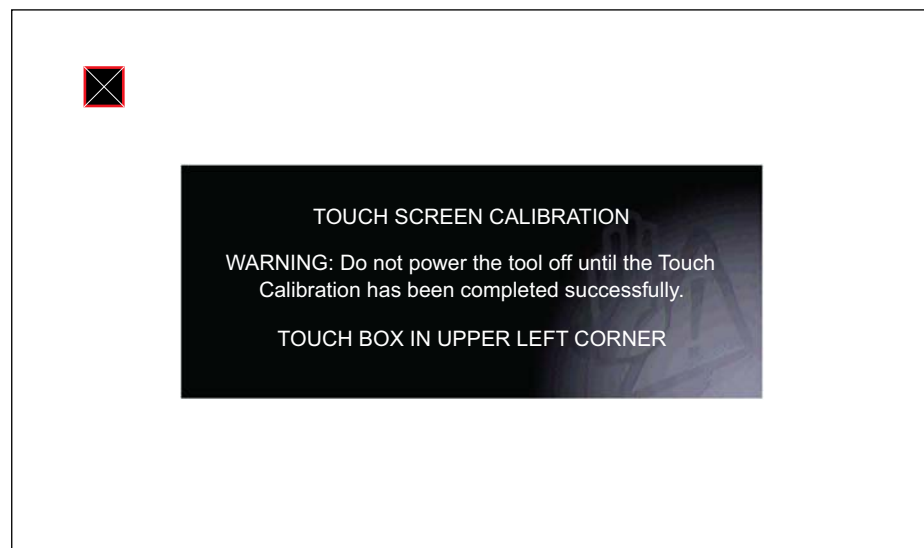 TOUCH SCREEN CALIBRATION
WARNING: Do not power the tool off until the Touch
Calibration has been completed successfully.
TOUCH BOX IN UPPER LEFT CORNER